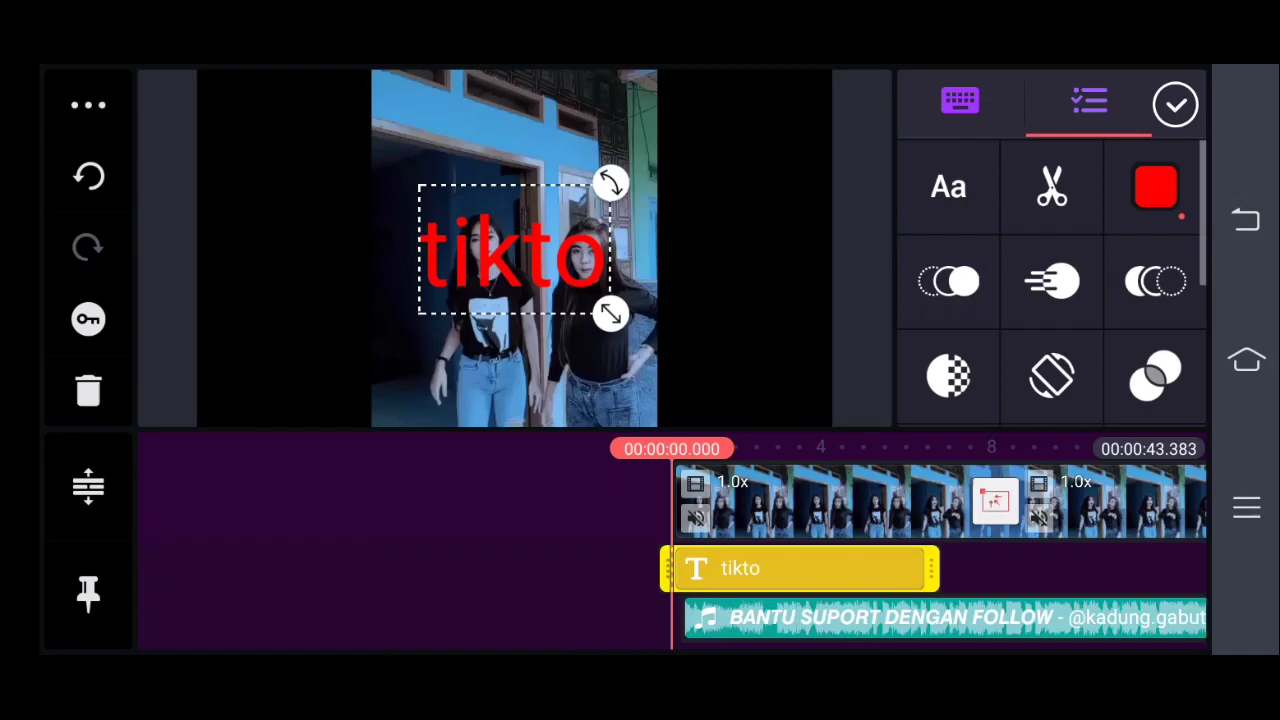 Aa
tikto
00:00:00.000
4
8
00:00:43.383
1.0x
1.0x
T tikto
BANTU SUPORT DENGAN FOLLOW - @kadung.gabut